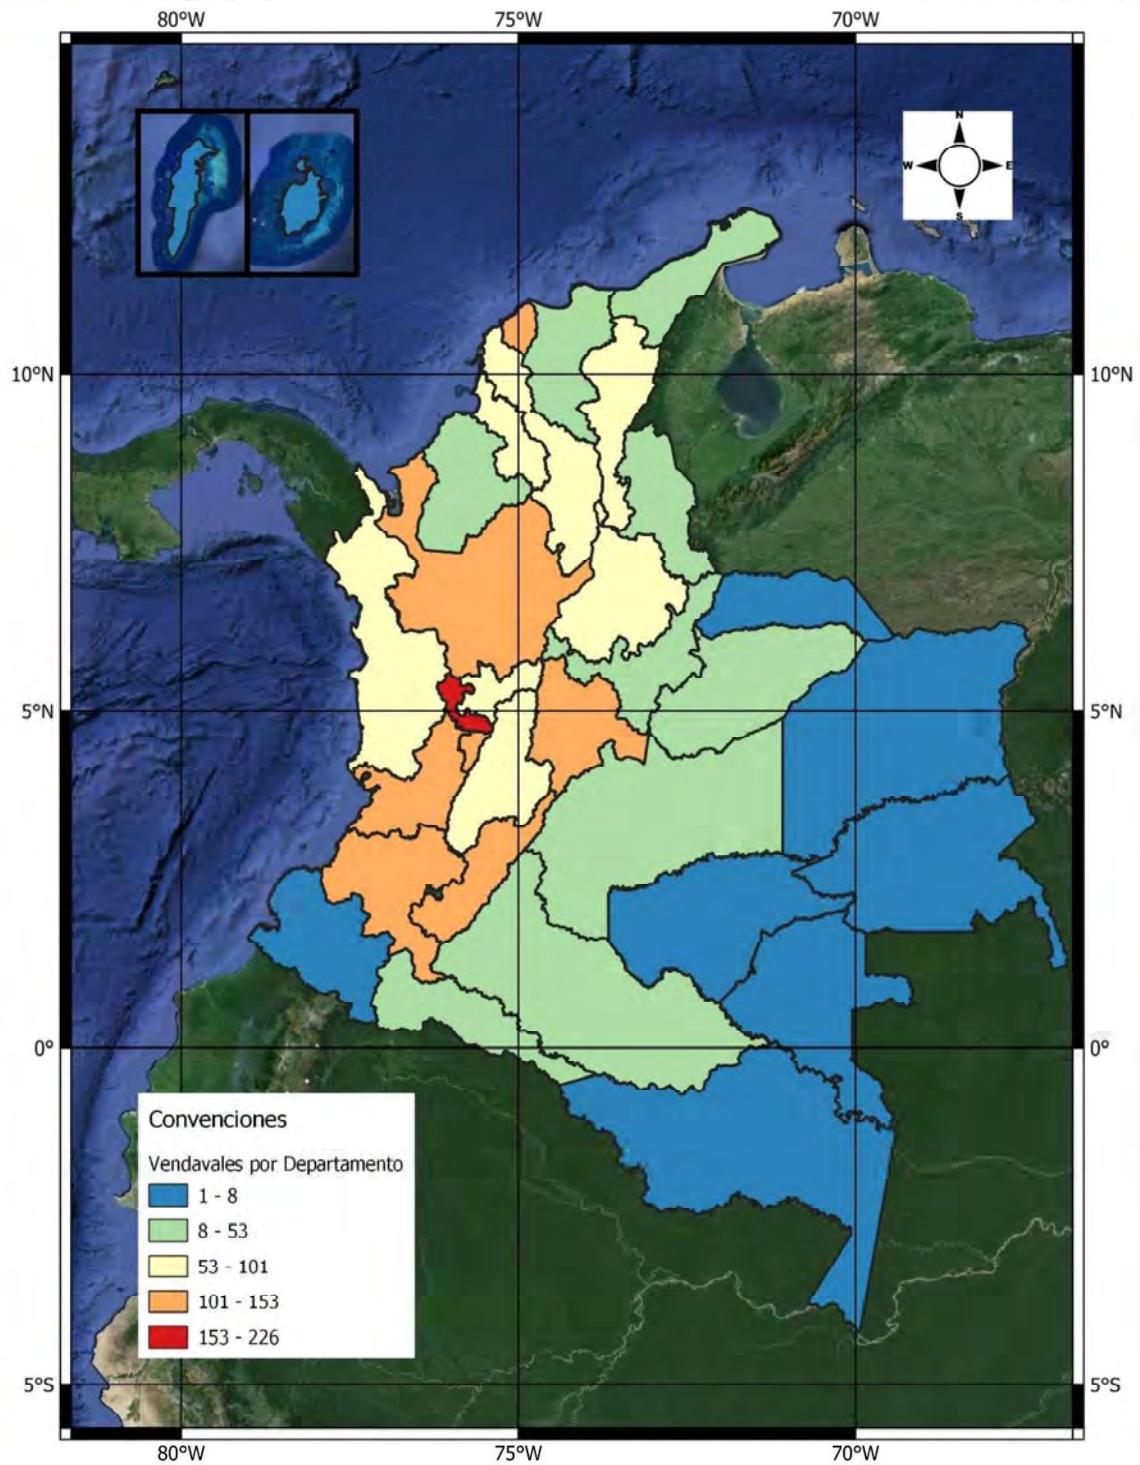 80°W 75°W 70°W
N
W E
S
10°N 10°N
5°N 5°N
0° 0°
Convenciones
Vendavales por Departamento
1 - 8
8 - 53
53 - 101
101 - 153
153 - 226
5°S 5°S
80°W 75°W 70°W